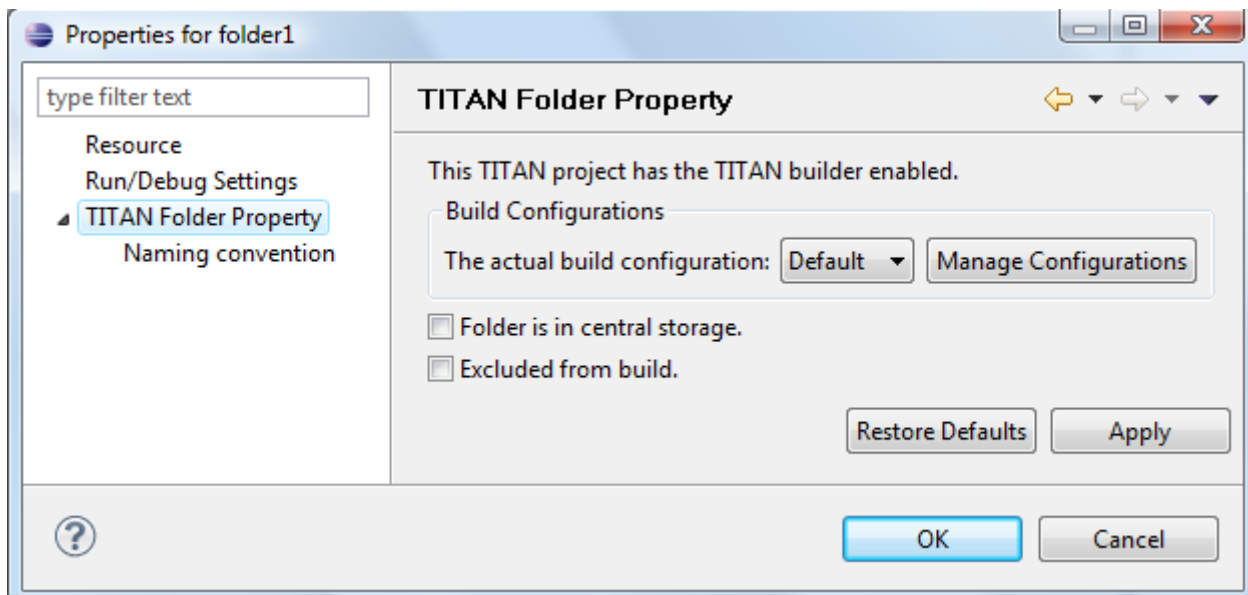 Properties for folder1
type filter text
Resource
Run/Debug Settings
TITAN Folder Property
Naming convention
TITAN Folder Property
This TITAN project has the TITAN builder enabled.
Build Configurations
The actual build configuration: Default Manage Configurations
Folder is in central storage.
Excluded from build.
Restore Defaults Apply
? OK Cancel